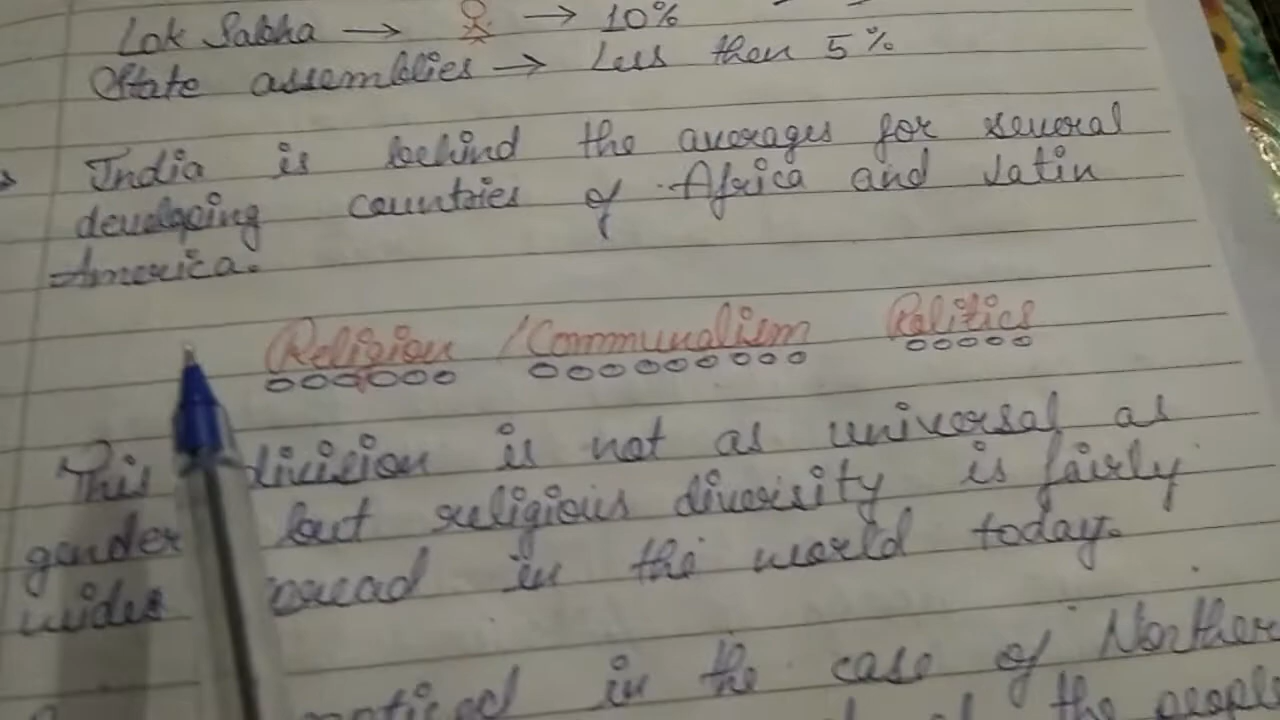 Lok Sabha → → 10%
State assemblies → Less then 5%
India is behind the averages for several
developing countries of Africa and Latin
America.
Religion / Communalism Politics
This division is not as universal as
gender but religious diversity is fairly
in the world today.
in the case of Northern
the people